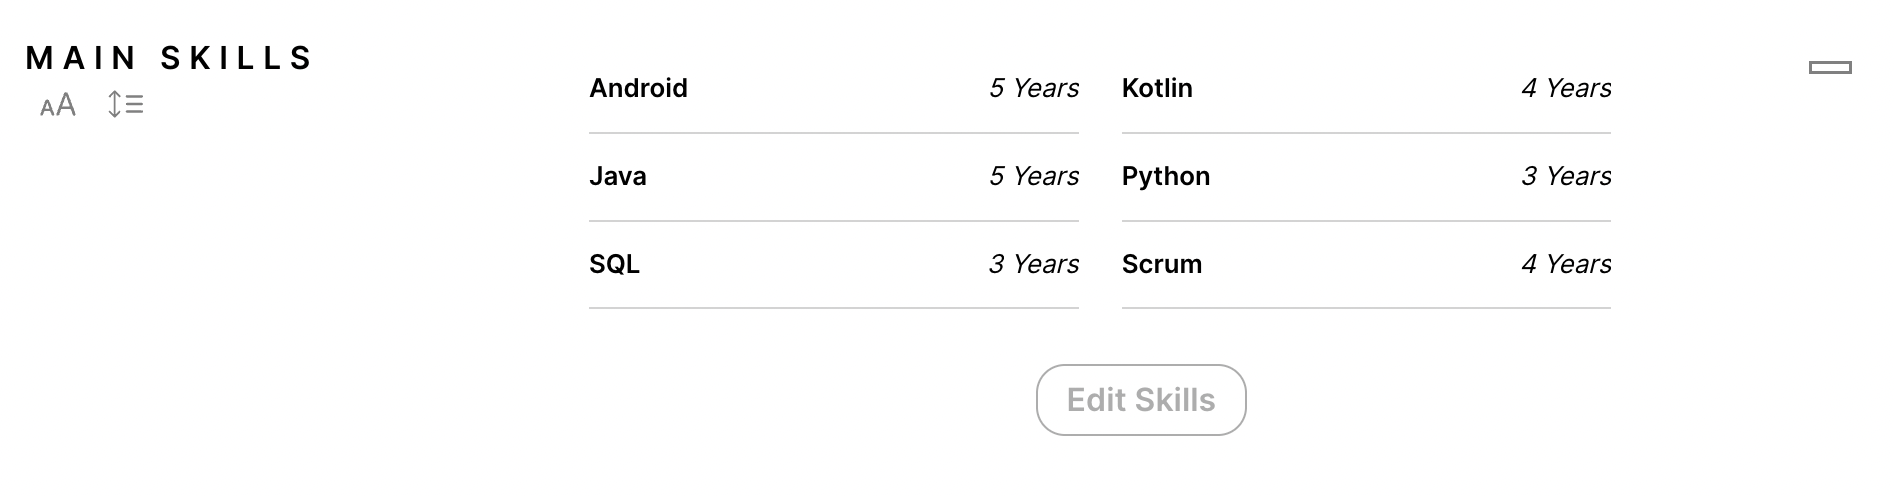 MAIN SKILLS
AA
Android 5 Years Kotlin 4 Years
Java 5 Years Python 3 Years
SQL 3 Years Scrum 4 Years
Edit Skills